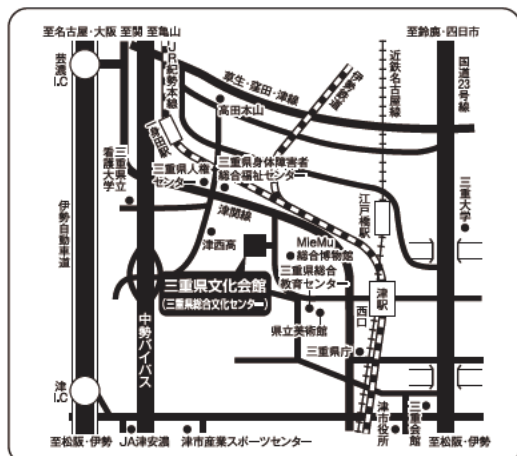 至名古屋・大阪
至関
至亀山
至鈴鹿・四日市
芸濃I.C
JR紀勝本線
草生・窪田・津線
伊勢鉄道
近鉄名古屋線
国道23号線
高田本山
一身田駅
三重県立看護大学
三重県人権センター
三重県身体障害者総合福祉センター
江戸橋駅
三重大学
伊勢自動車道
津関線
津西高
MieMu
総合博物館
三重県総合教育センター
三重県文化会館
(三重県総合文化センター)
津駅
西口
県立美術館
中勢バイパス
三重県庁
津I.C
津市役所
三重会館
至松阪・伊勢
JA津安濃
津市産業スポーツセンター
至松阪・伊勢